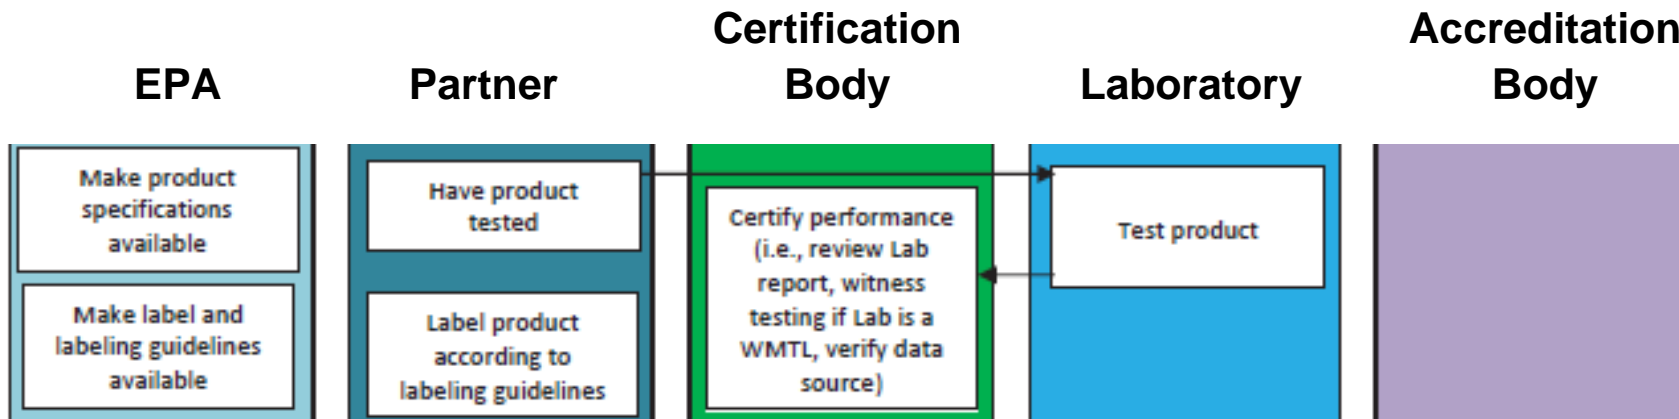 Certification
Accreditation
EPA
Partner
Body
Laboratory
Body
Make product
specifications
available
Make label and
labeling guidelines
available
Have product
tested
Label product
according to
labeling guidelines
Certify performance
(i.e., review Lab
report, witness
testing if Lab is a
WMTL, verify data
source)
Test product